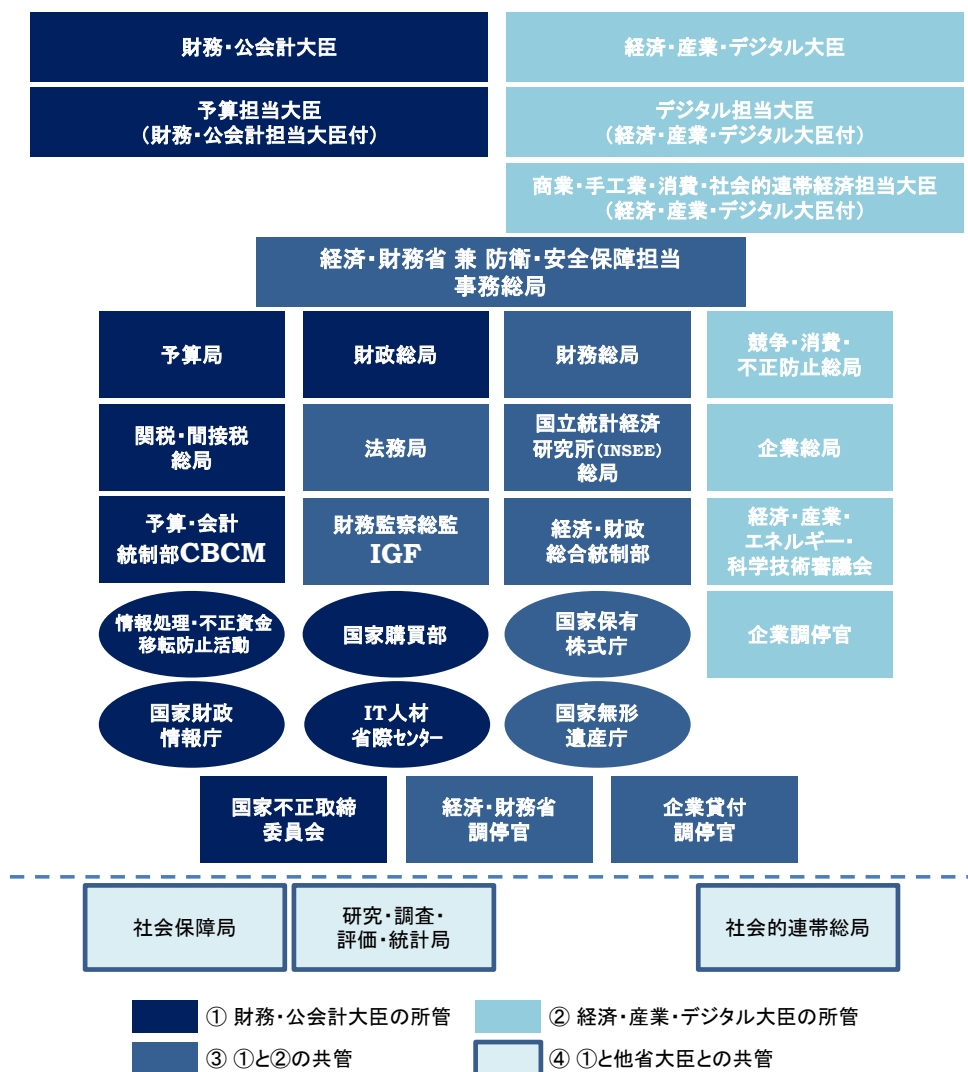 財務・公会計大臣
経済・産業・デジタル大臣
予算担当大臣
（財務・公会計担当大臣付）
デジタル担当大臣
（経済・産業・デジタル大臣付）
商業・手工業・消費・社会的連帯経済担当大臣
（経済・産業・デジタル大臣付）
経済・財務省 兼 防衛・安全保障担当
事務総局
予算局
財政総局
財務総局
競争・消費・
不正防止総局
関税・間接税
総局
法務局
国立統計経済
研究所（INSEE）
総局
企業総局
予算・会計
統制部CBCM
財務監察総監
IGF
経済・財政
総合統制部
経済・産業・
エネルギー・
科学技術審議会
情報処理・不正資金
移転防止活動
国家購買部
国家保有
株式庁
企業調停官
国家財政
情報庁
IT人材
省際センター
国家無形
遺産庁
国家不正取締
委員会
経済・財務省
調停官
企業貸付
調停官
社会保障局
研究・調査・
評価・統計局
社会的連帯総局
① 財務・公会計大臣の所管
② 経済・産業・デジタル大臣の所管
③ ①と②の共管
④ ①と他省大臣との共管